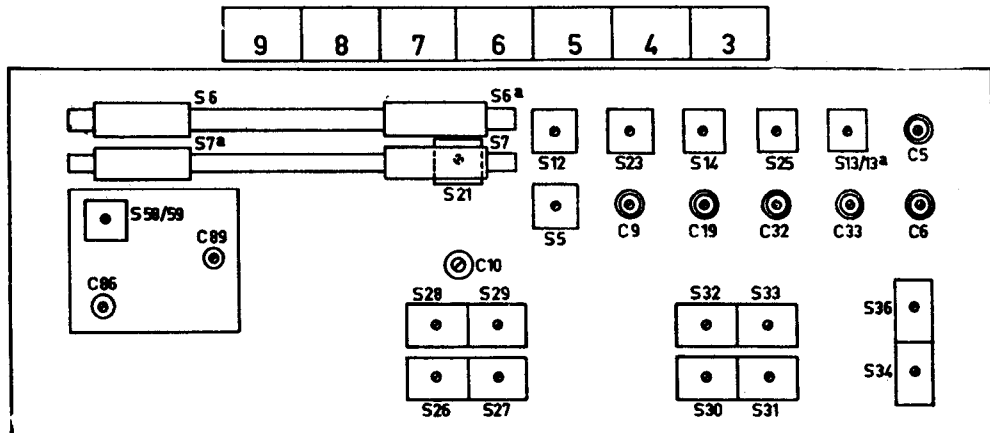 9 8 7 6 5 4 3
S6 S6a
S7a S7
S21
S12 S23 S14 S25 S13/13a C5
S5 C9 C19 C32 C33 C6
S58/59
C89
C86
C10
S28 S29 S32 S33
S36
S34
S26 S27 S30 S31